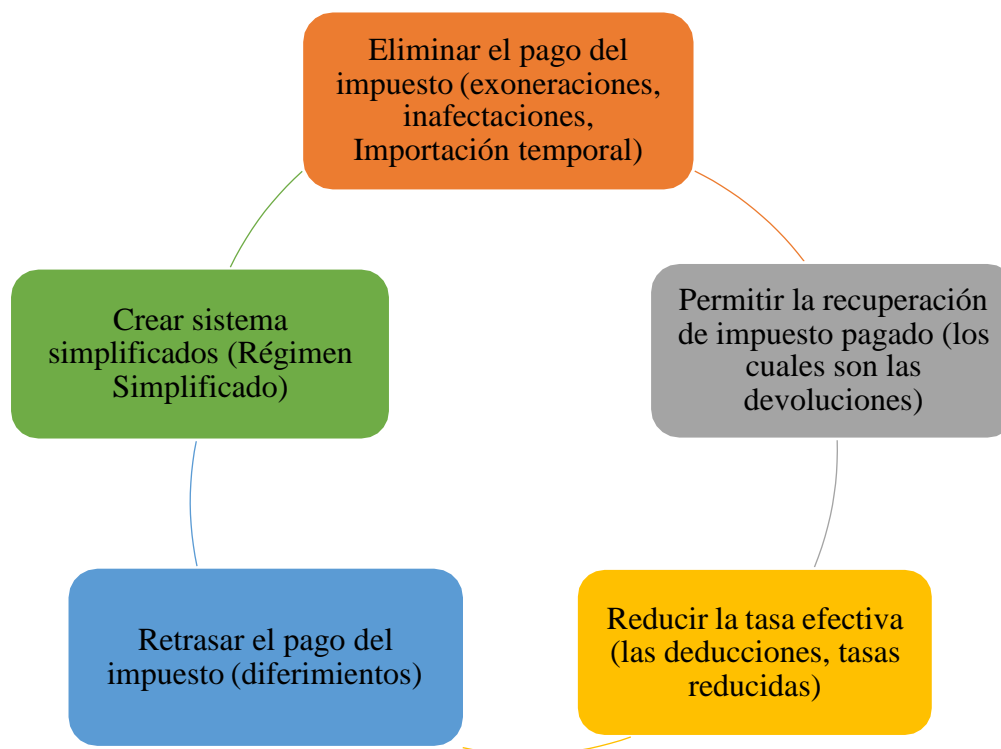 Eliminar el pago del
impuesto (exoneraciones,
inafectaciones,
Importación temporal)
Permitir la recuperación
de impuesto pagado (los
cuales son las
devoluciones)
Reducir la tasa efectiva
(las deducciones, tasas
reducidas)
Retrasar el pago del
impuesto (diferimientos)
Crear sistema
simplificados (Régimen
Simplificado)